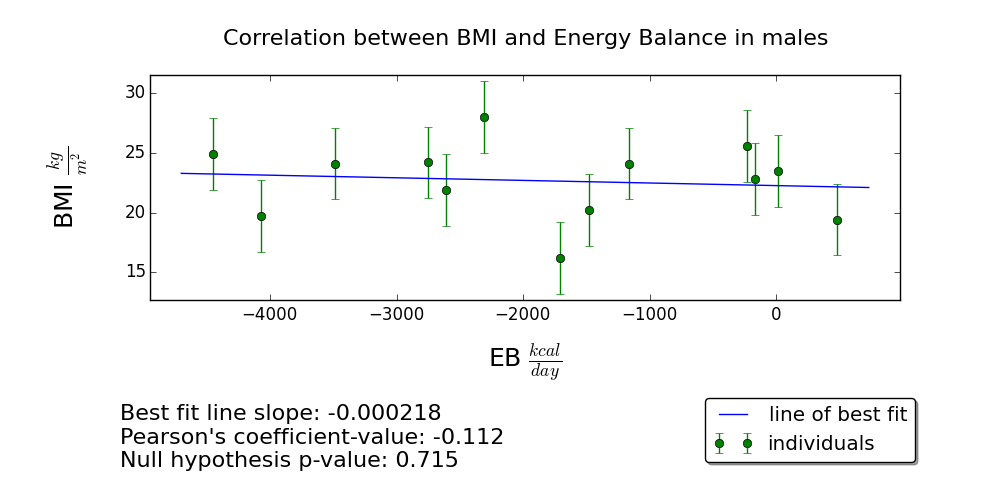 Correlation between BMI and Energy Balance in males
BMI kg/m²
30
25
20
15
−4000 −3000 −2000 −1000 0
EB kcal/day
Best fit line slope: -0.000218
Pearson's coefficient-value: -0.112
Null hypothesis p-value: 0.715
line of best fit
individuals